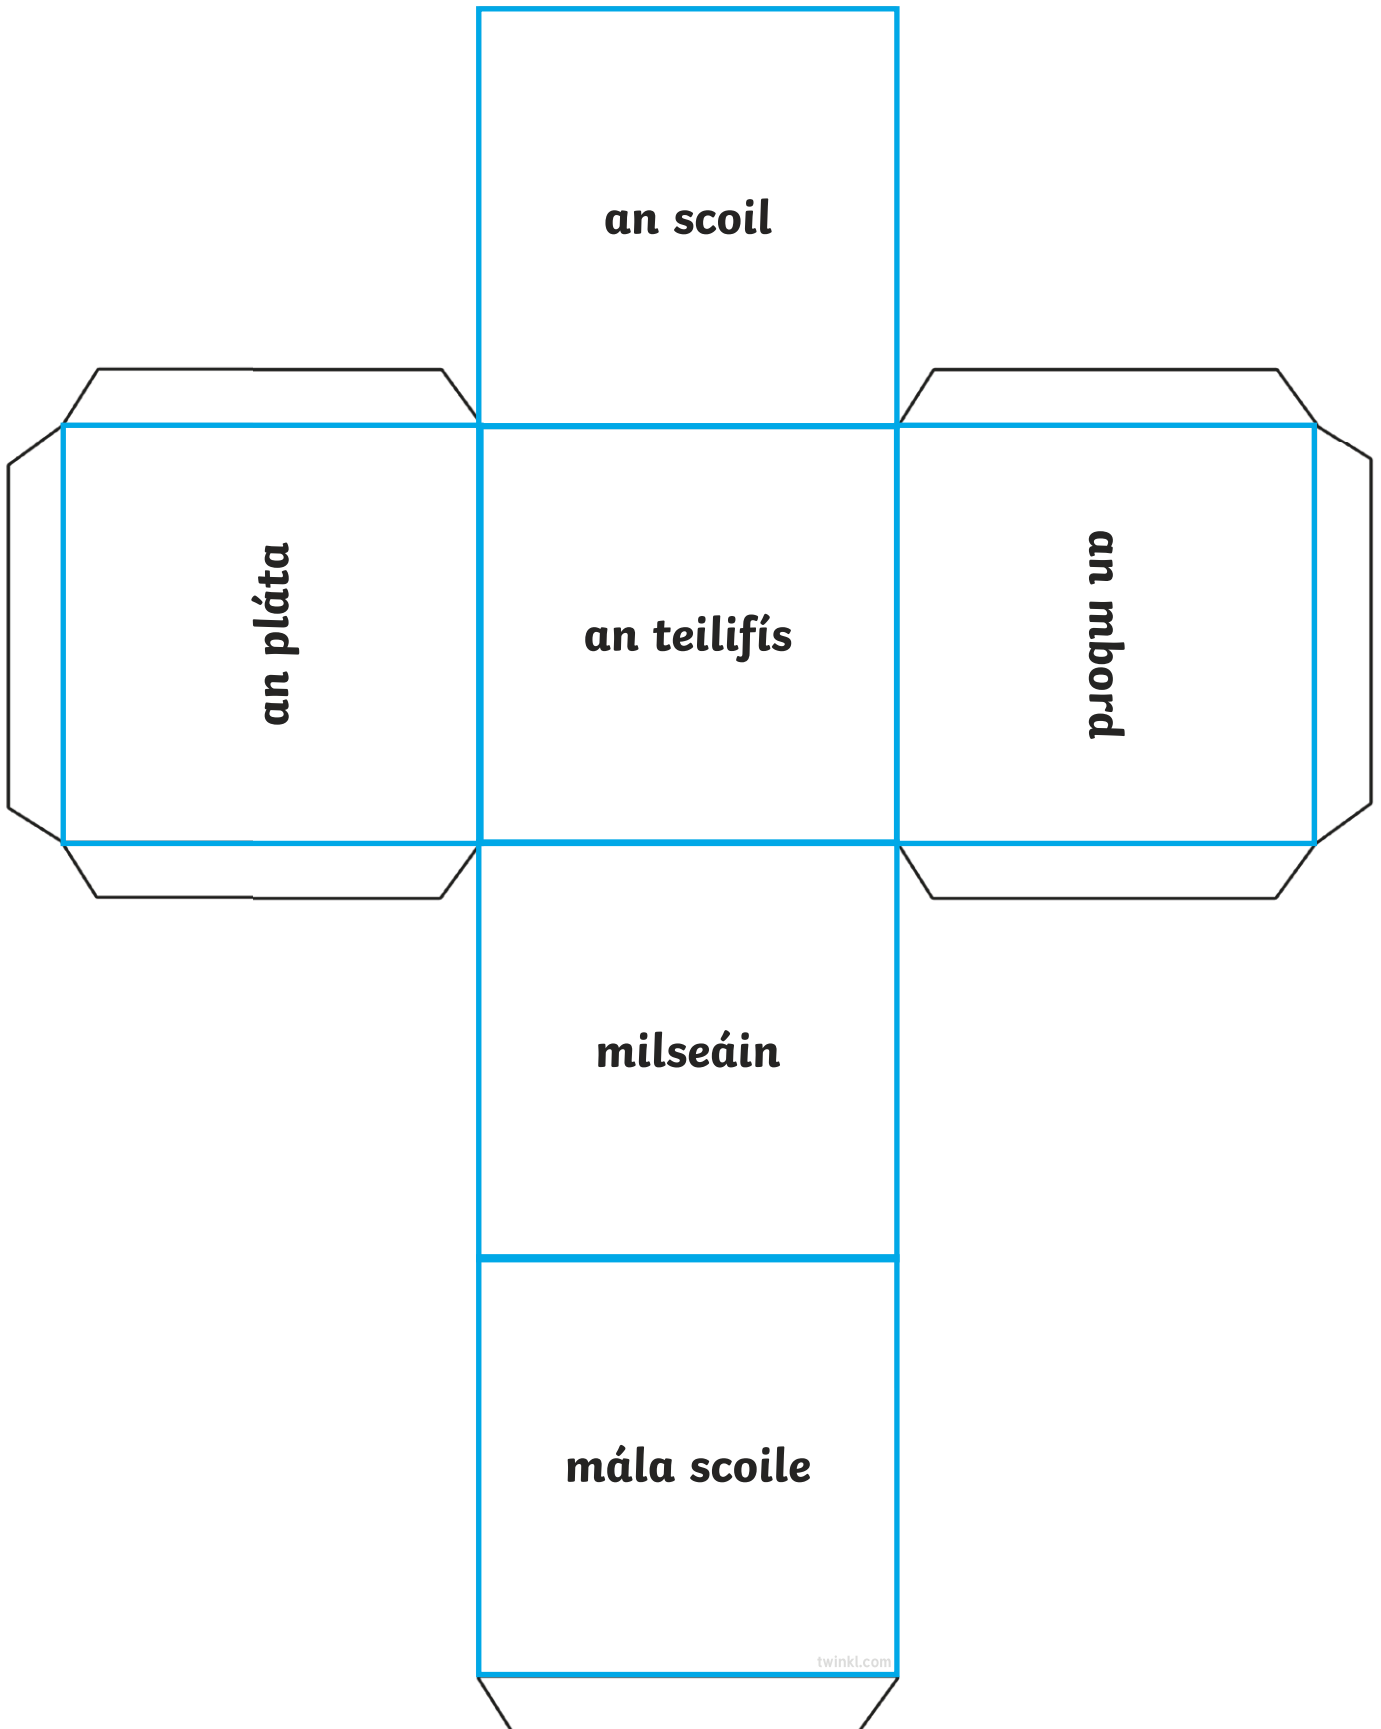 an scoil
an pláta
an teilifís
an mbord
milseáin
mála scoile
twinkl.com